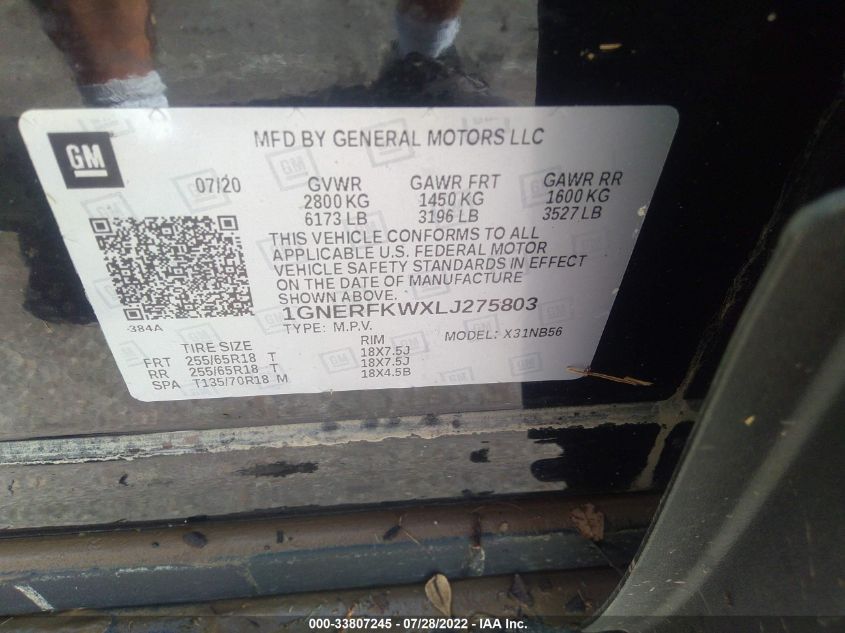 GM
MFD BY GENERAL MOTORS LLC
07/20 GVWR GAWR FRT GAWR RR
2800 KG 1450 KG 1600 KG
6173 LB 3196 LB 3527 LB
THIS VEHICLE CONFORMS TO ALL
APPLICABLE U.S. FEDERAL MOTOR
VEHICLE SAFETY STANDARDS IN EFFECT
ON THE DATE OF MANUFACTURE
SHOWN ABOVE.
1GNERFKWXLJ275803
-384A
TYPE: M.P.V. MODEL: X31NB56
TIRE SIZE RIM
FRT 255/65R18 T 18X7.5J
RR 255/65R18 T 18X7.5J
SPA T135/70R18 M 18X4.5B
000-33807245 - 07/28/2022 - IAA Inc.